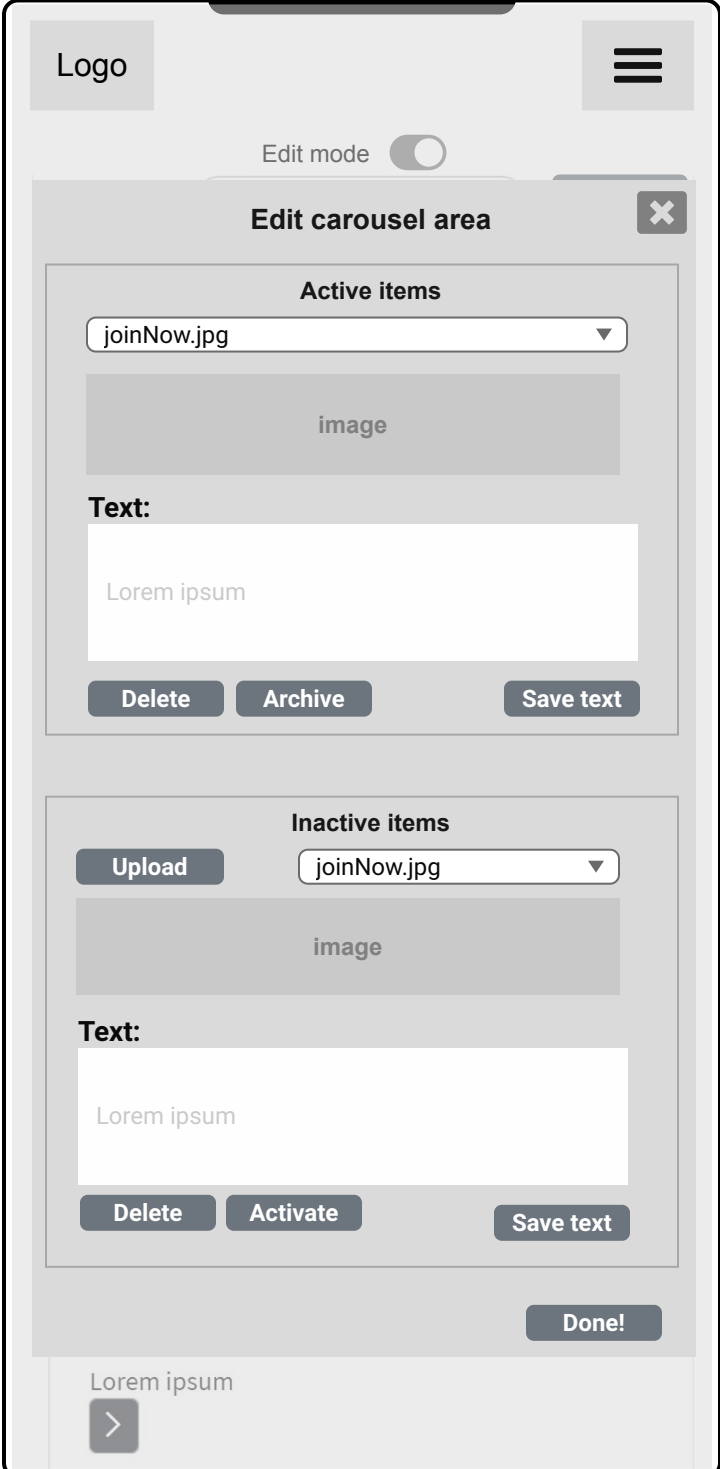 Logo
Edit mode
Edit carousel area
Active items
joinNow.jpg
image
Text:
Lorem ipsum
Delete Archive Save text
Inactive items
Upload joinNow.jpg
image
Text:
Lorem ipsum
Delete Activate Save text
Done!
Lorem ipsum